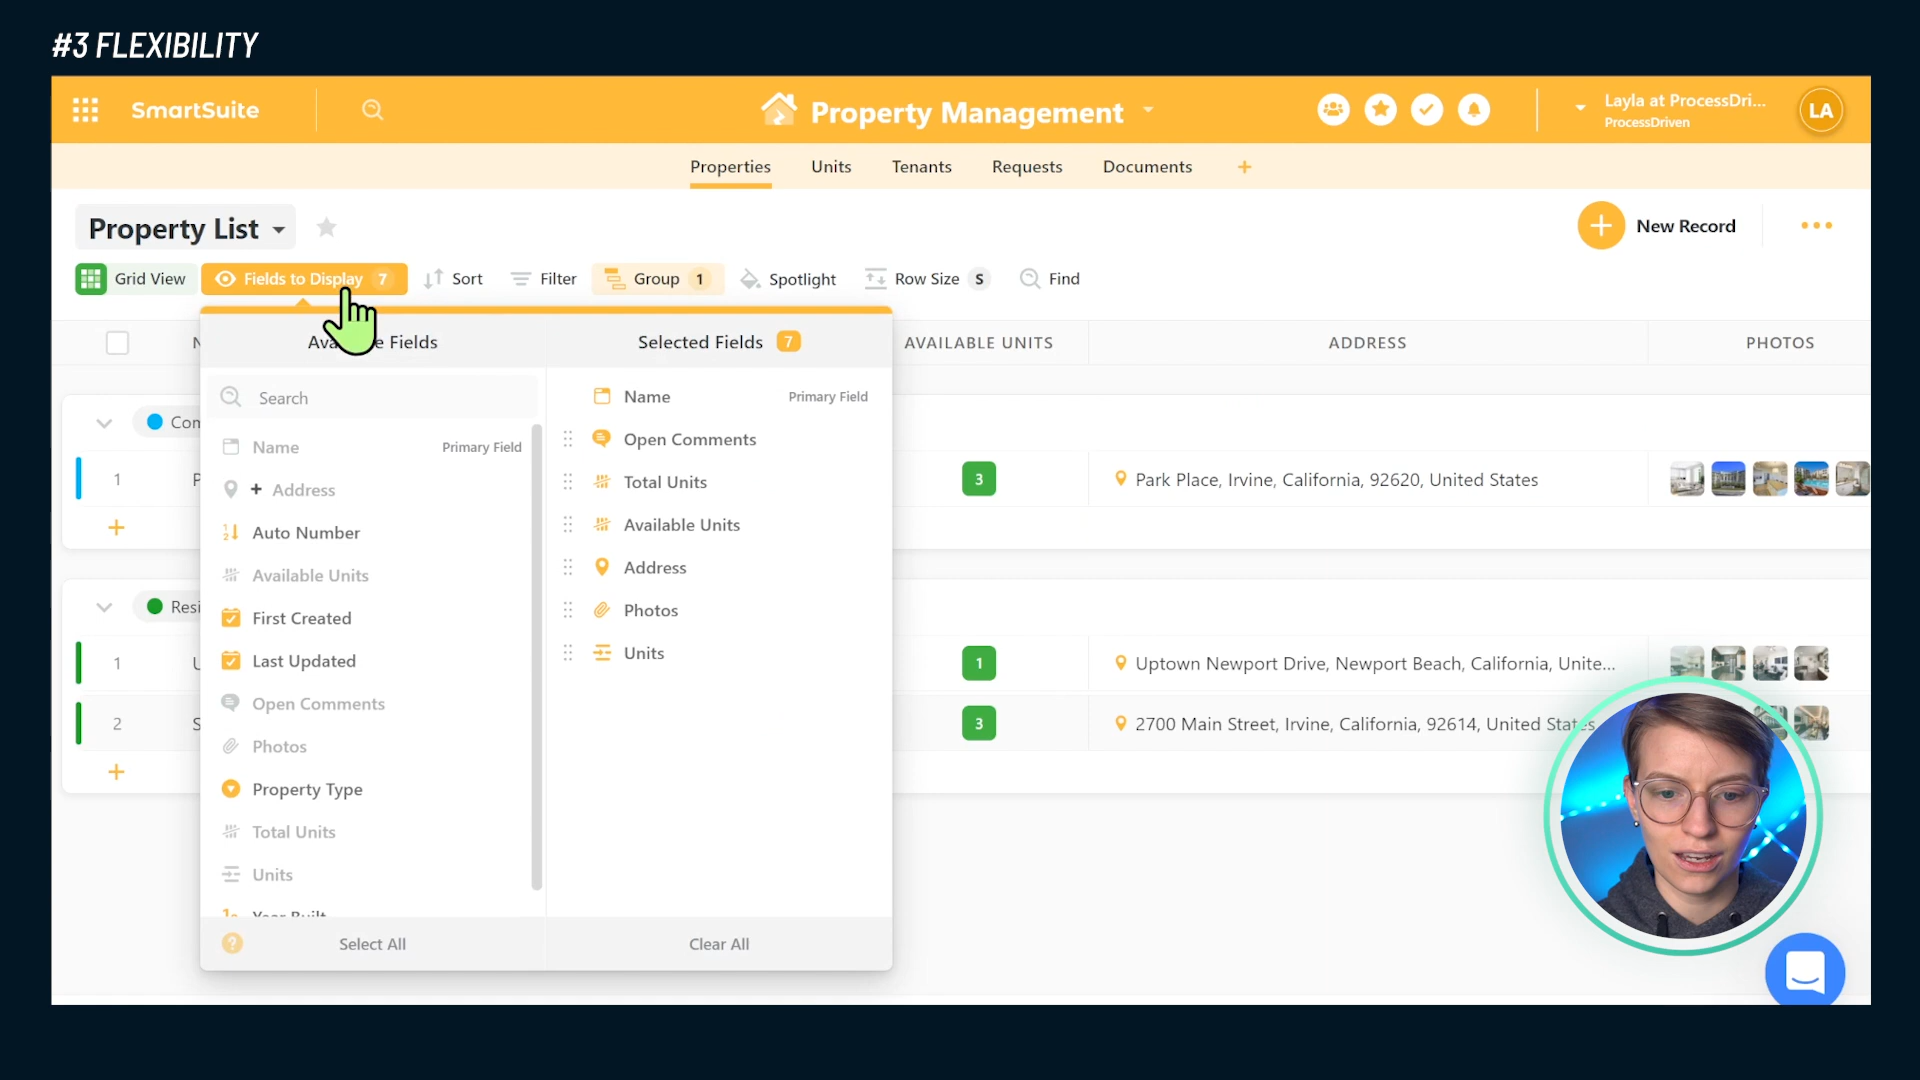 #3 FLEXIBILITY
SmartSuite
Property Management
Layla at ProcessDri...
ProcessDriven
LA
Properties Units Tenants Requests Documents +
Property List
New Record
Grid View Fields to Display 7 Sort Filter Group 1 Spotlight Row Size S Find
Fields
Selected Fields 7
AVAILABLE UNITS ADDRESS PHOTOS
Search
Name Primary Field
+ Address
Auto Number
Available Units
First Created
Last Updated
Open Comments
Photos
Property Type
Total Units
Units
Year Built
Select All
Name Primary Field
Open Comments
Total Units
Available Units
Address
Photos
Units
Clear All
Com
1 P 3 Park Place, Irvine, California, 92620, United States
+
Resi
1 U 1 Uptown Newport Drive, Newport Beach, California, Unite...
2 S 3 2700 Main Street, Irvine, California, 92614, United States
+
?